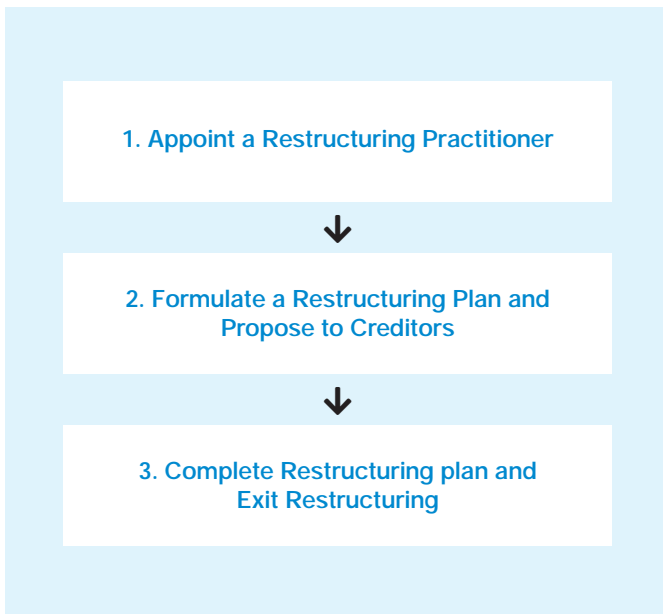 1. Appoint a Restructuring Practitioner
2. Formulate a Restructuring Plan and
Propose to Creditors
3. Complete Restructuring plan and
Exit Restructuring